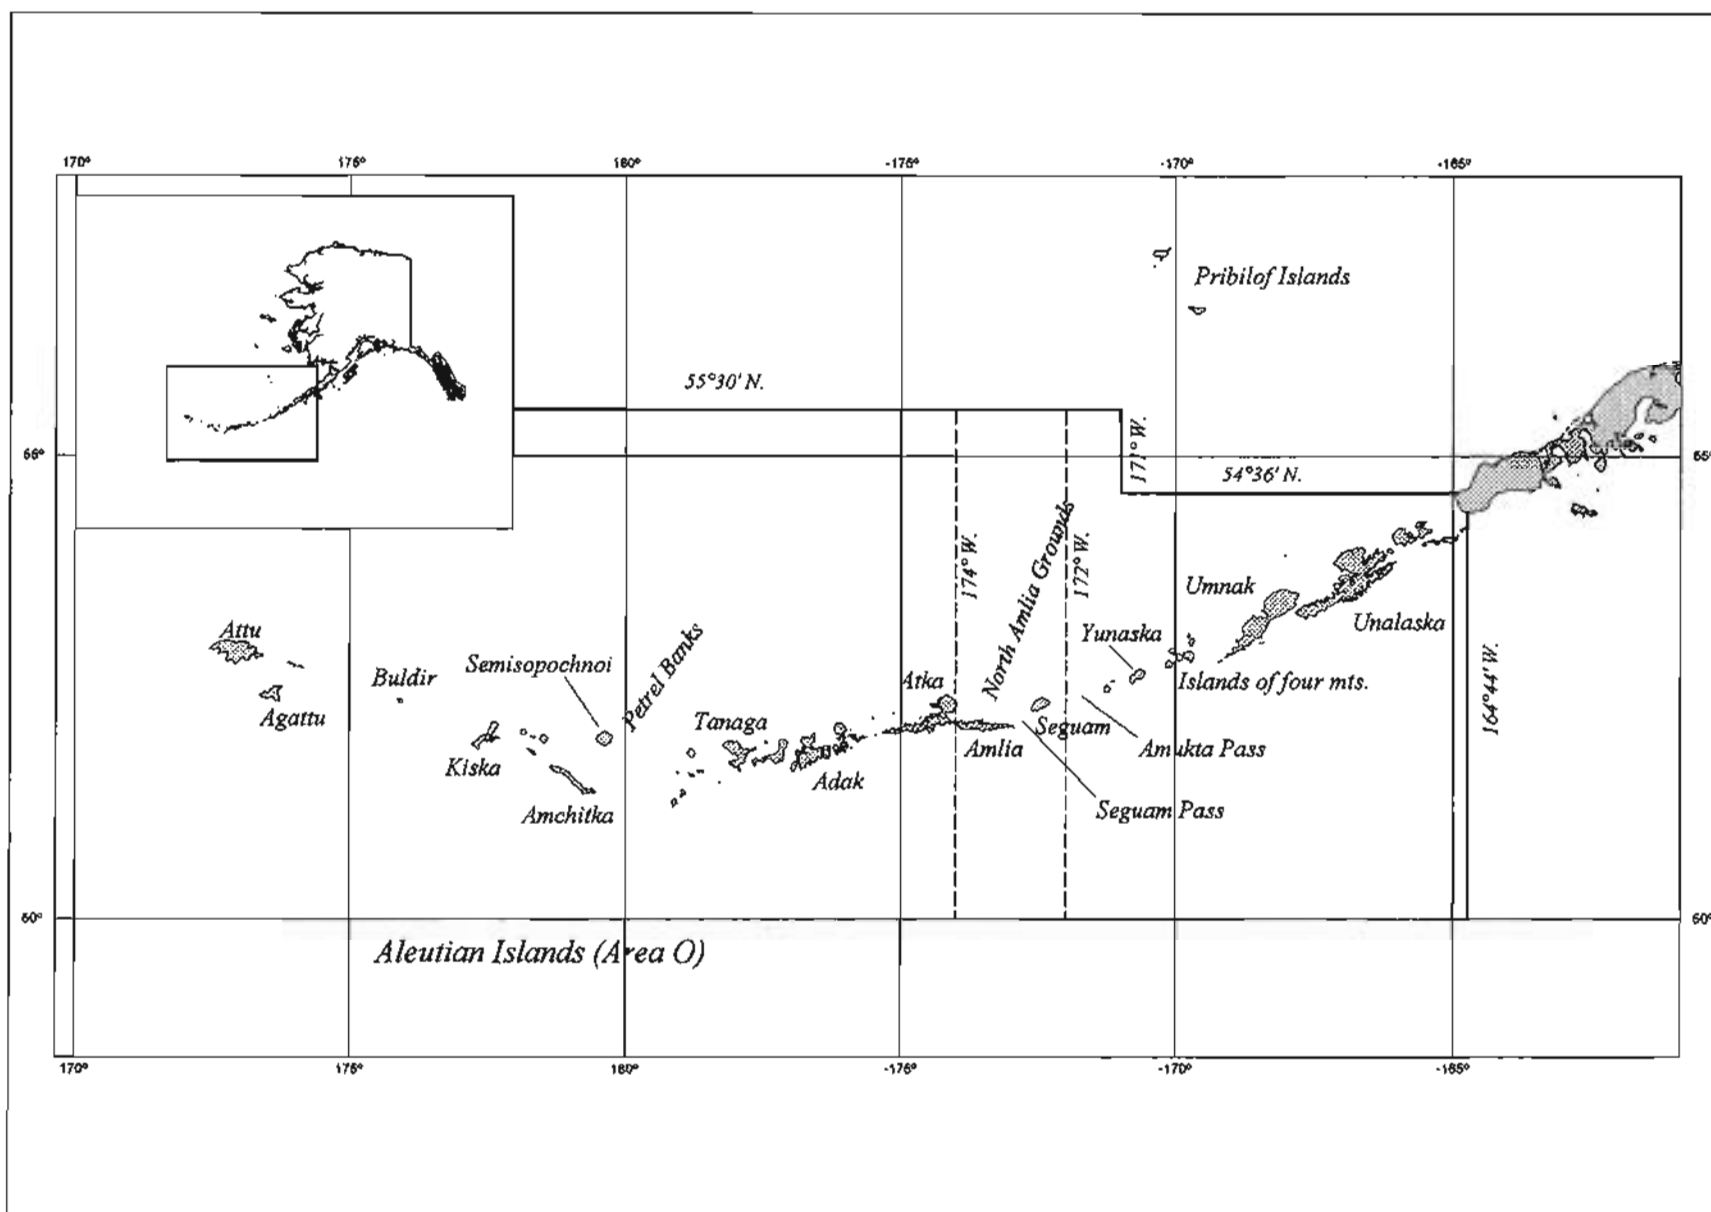 170° 175° 180° -175° -170° -165°
Pribilof Islands
55°30' N.
171° W.
55° 54°36' N. 55°
174° W.
North Amlia Grounds
172° W.
Umnak
Unalaska
Attu
Yunaska
Semisopochnoi
Petrel Banks
Buldir
Atka
Islands of four mts.
164°44' W.
Agattu
Tanaga
Seguam
Kiska
Amlia
Amukta Pass
Adak
Amchitka
Seguam Pass
50° 50°
Aleutian Islands (Area O)
170° 175° 180° -175° -170° -165°